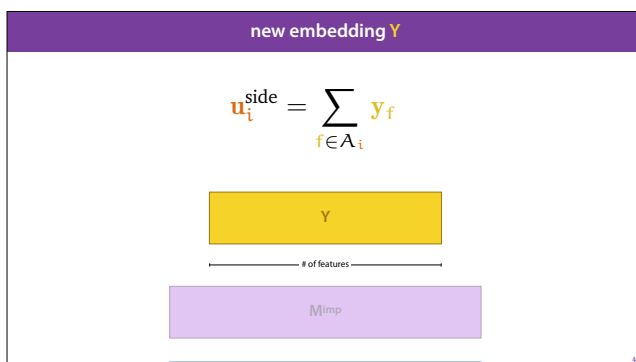 new embedding Y
u_i^side = ∑_{f∈A_i} y_f
Y
# of features
M^imp